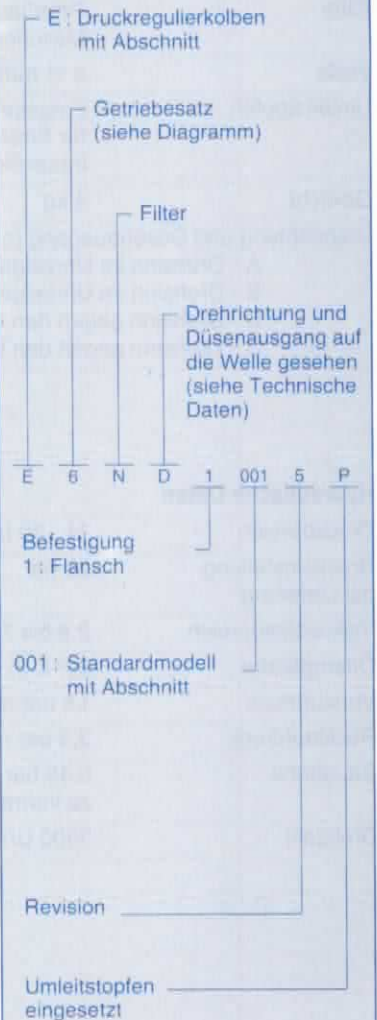 E : Druckregulierkolben
mit Abschnitt
Getriebesatz
(siehe Diagramm)
Filter
Drehrichtung und
Düsenausgang auf
die Welle gesehen
(siehe Technische
Daten)
E 6 N D 1 001 5 P
Befestigung
1: Flansch
001 : Standardmodell
mit Abschnitt
Revision
Umleitstopfen
eingesetzt